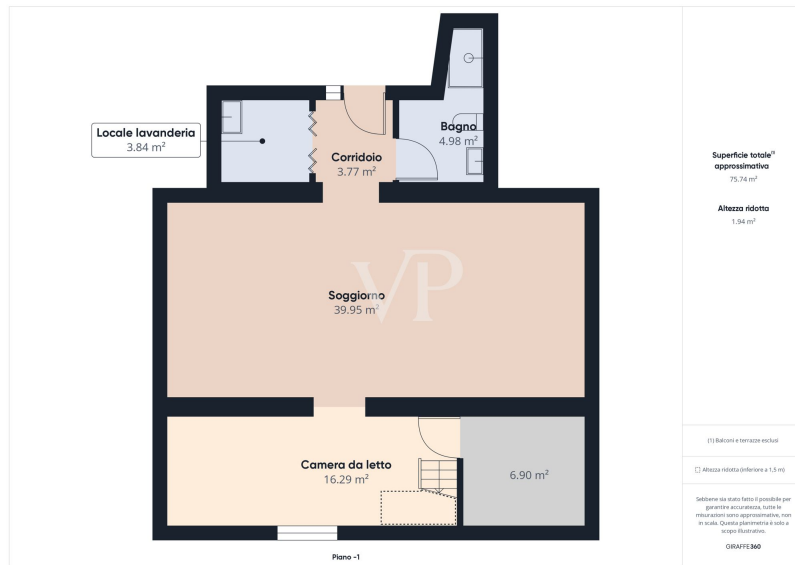 Locale lavanderia
3.84 m²
Corridoio
3.77 m²
Bagno
4.98 m²
Soggiorno
39.95 m²
VP
Camera da letto
16.29 m²
6.90 m²
Piano -1
Superficie totale⁽¹⁾
approssimativa
75.74 m²
Altezza ridotta
1.94 m²
(1) Balconi e terrazze esclusi
Altezza ridotta (inferiore a 1,5 m)
Sebbene sia stato fatto il possibile per
garantire accuratezza, tutte le
misurazioni sono approssimative, non
in scala. Questa planimetria è solo a
scopo illustrativo.
GIRAFFE360